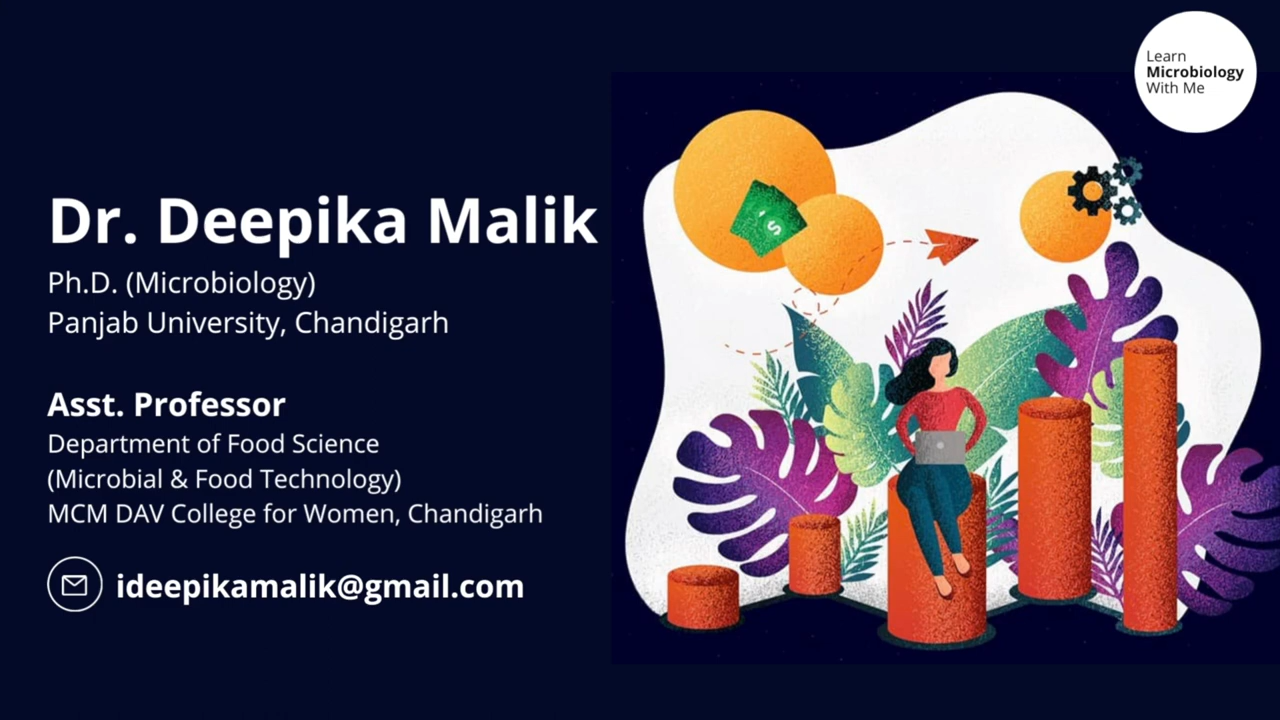 Learn
Microbiology
With Me
Dr. Deepika Malik
Ph.D. (Microbiology)
Panjab University, Chandigarh
Asst. Professor
Department of Food Science
(Microbial & Food Technology)
MCM DAV College for Women, Chandigarh
ideepikamalik@gmail.com
$